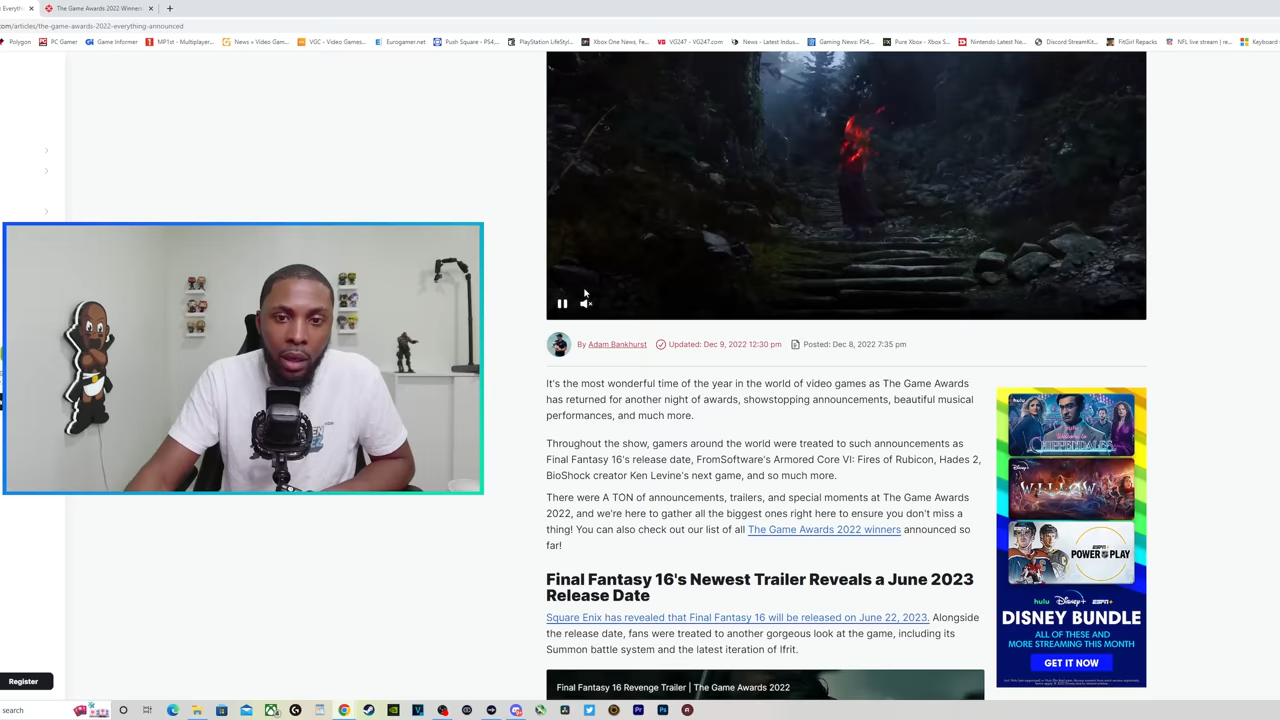 Everythi
The Game Awards 2022 Winners
com/articles/the-game-awards-2022-everything-announced
Polygon
PC Gamer
Game Informer
MP1st - Multiplayer...
News + Video Gam...
VGC - Video Games...
Eurogamer.net
Push Square - PS4,...
PlayStation LifeStyl...
Xbox One News, Fe...
VG247 - VG247.com
News - Latest Indus...
Gaming News: PS4,...
Pure Xbox - Xbox S...
Nintendo Latest Ne...
Discord StreamKit...
FitGirl Repacks
NFL live stream | re...
Keyboard
By Adam Bankhurst
Updated: Dec 9, 2022 12:30 pm
Posted: Dec 8, 2022 7:35 pm
It's the most wonderful time of the year in the world of video games as The Game Awards
has returned for another night of awards, showstopping announcements, beautiful musical
performances, and much more.
Throughout the show, gamers around the world were treated to such announcements as
Final Fantasy 16's release date, FromSoftware's Armored Core VI: Fires of Rubicon, Hades 2,
BioShock creator Ken Levine's next game, and so much more.
There were A TON of announcements, trailers, and special moments at The Game Awards
2022, and we're here to gather all the biggest ones right here to ensure you don't miss a
thing! You can also check out our list of all The Game Awards 2022 winners announced so
far!
Final Fantasy 16's Newest Trailer Reveals a June 2023
Release Date
Square Enix has revealed that Final Fantasy 16 will be released on June 22, 2023. Alongside
the release date, fans were treated to another gorgeous look at the game, including its
Summon battle system and the latest iteration of Ifrit.
Final Fantasy 16 Revenge Trailer | The Game Awards 2022
hulu
CHIPPENDALES
Disney+
WILLOW
ESPN+
POWER PLAY
hulu Disney+ ESPN+
DISNEY BUNDLE
ALL OF THESE AND
MORE STREAMING THIS MONTH
GET IT NOW
Register
search